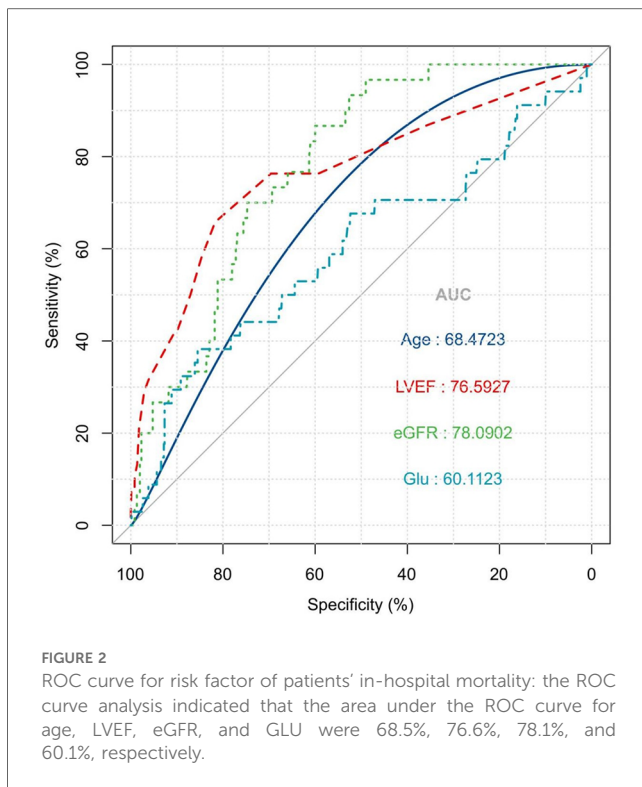 100
80
60
40
20
0
Sensitivity (%)
AUC
Age : 68.4723
LVEF : 76.5927
eGFR : 78.0902
Glu : 60.1123
100 80 60 40 20 0
Specificity (%)
FIGURE 2
ROC curve for risk factor of patients' in-hospital mortality: the ROC
curve analysis indicated that the area under the ROC curve for
age, LVEF, eGFR, and GLU were 68.5%, 76.6%, 78.1%, and
60.1%, respectively.